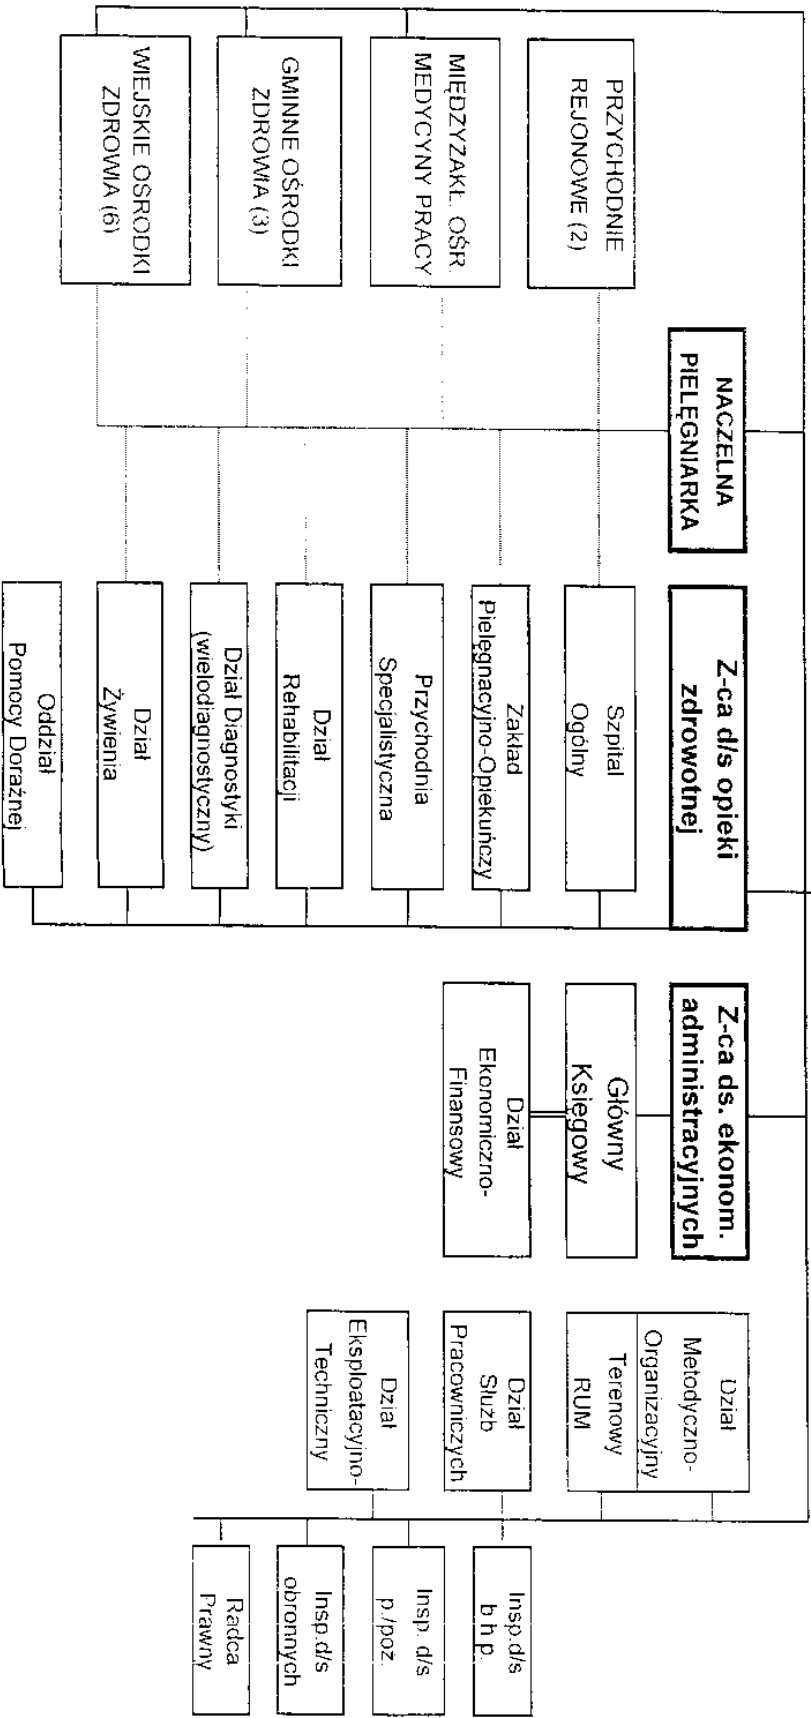 PRZYCHODNIE
REJONOWE (2)
MIĘDZYZAKŁ. OŚR.
MEDYCYNY PRACY
GMINNE OŚRODKI
ZDROWIA (3)
WIEJSKIE OŚRODKI
ZDROWIA (6)
NACZELNA
PIELĘGNIARKA
Z-ca d/s opieki
zdrowotnej
Szpital
Ogólny
Zakład
Pielęgnacyjno-Opiekuńczy
Przychodnia
Specjalistyczna
Dział
Rehabilitacji
Dział Diagnostyki
(wielodiagnostyczny)
Dział
Żywienia
Oddział
Pomocy Doraźnej
Z-ca ds. ekonom.
administracyjnych
Główny
Księgowy
Dział
Ekonomiczno-
Finansowy
Dział
Metodyczno-
Organizacyjny
Terenowy
RUM
Dział
Służb
Pracowniczych
Dział
Eksploatacyjno-
Techniczny
Insp.d/s
b h p.
Insp. d/s
p./poż.
Insp.d/s
obronnych
Radca
Prawny